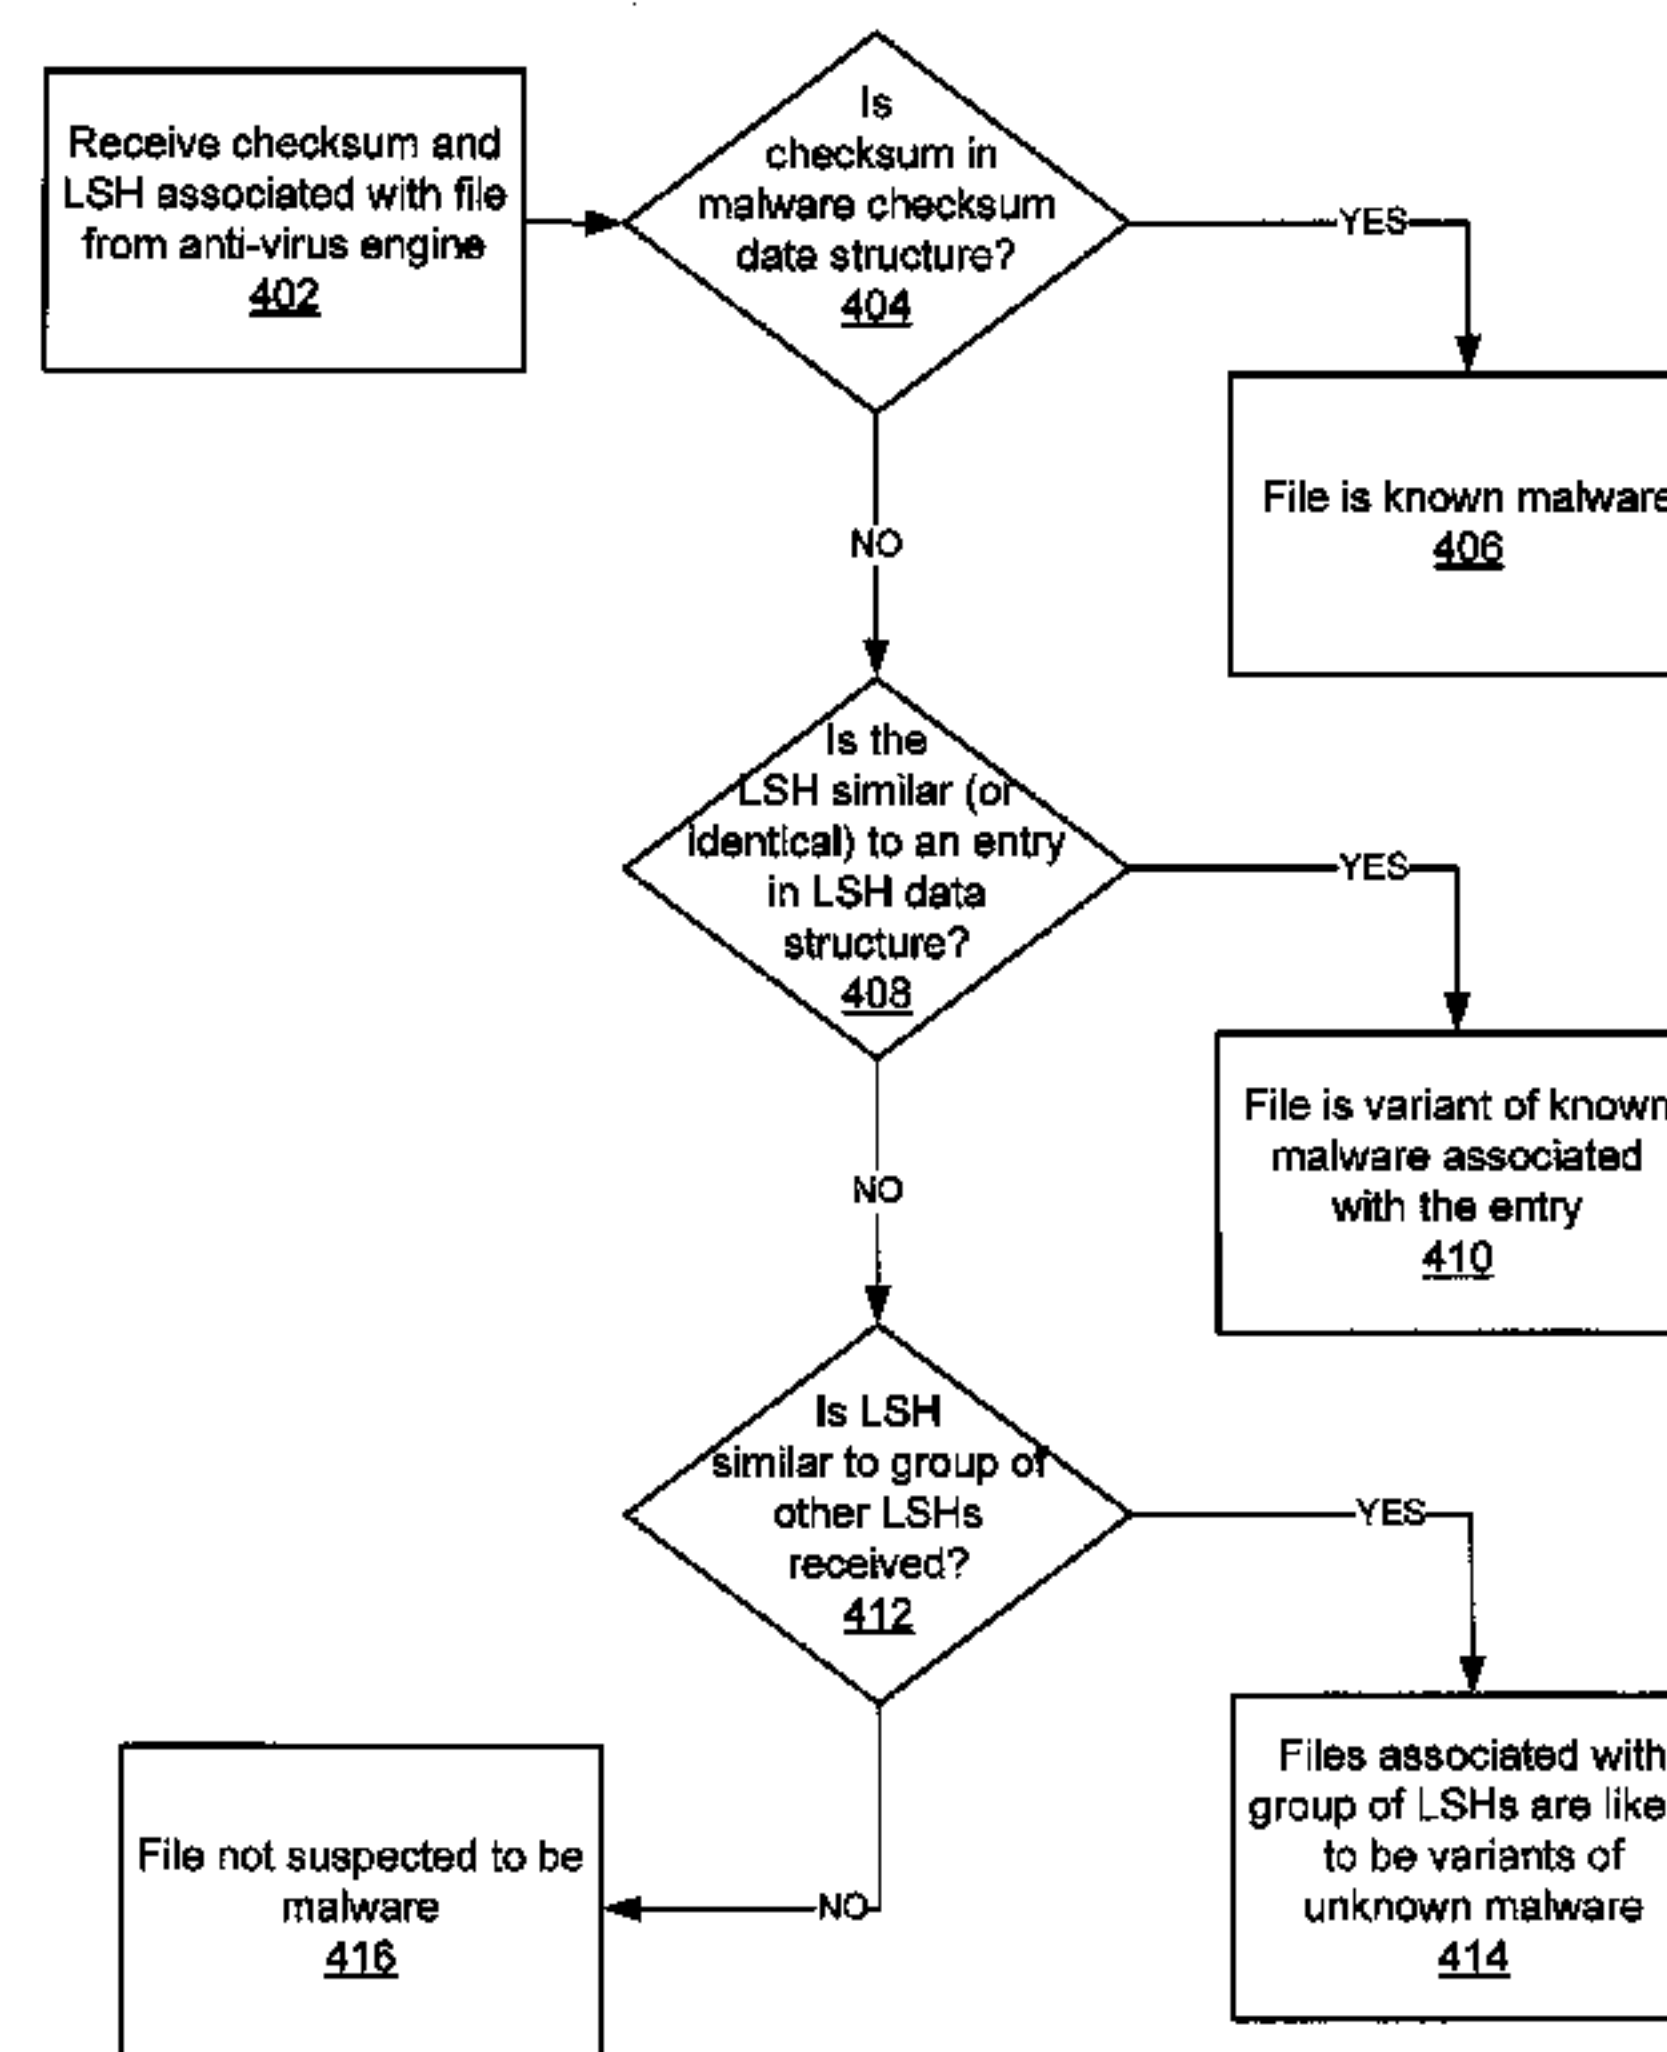 Receive checksum and
LSH associated with file
from anti-virus engine
402
Is
checksum in
malware checksum
date structure?
404
YES
File is known malware
406
NO
Is the
LSH similar (or
identical) to an entry
in LSH data
structure?
408
YES
File is variant of known
malware associated
with the entry
410
NO
Is LSH
similar to group of
other LSHs
received?
412
YES
Files associated with
group of LSHs are
to be variants of
unknown malware
414
NO
File not suspected to be
malware
416